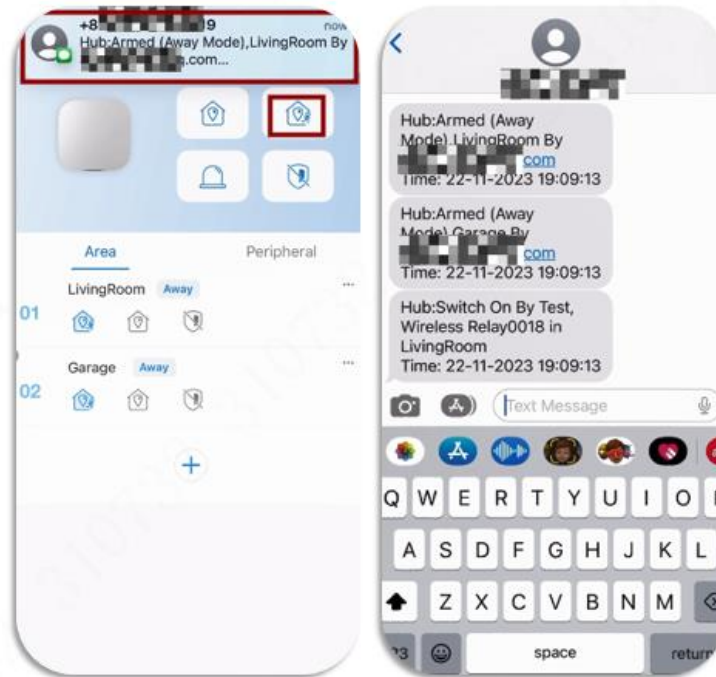 +8 9 now
Hub:Armed (Away Mode),LivingRoom By
.com...
Area Peripheral
LivingRoom Away
01
Garage Away
02
+
Hub:Armed (Away
Mode),LivingRoom By
com
Time: 22-11-2023 19:09:13
Hub:Armed (Away
Mode),Garage By
com
Time: 22-11-2023 19:09:13
Hub:Switch On By Test,
Wireless Relay0018 in
LivingRoom
Time: 22-11-2023 19:09:13
Text Message
Q W E R T Y U I O
A S D F G H J K L
Z X C V B N M
space return